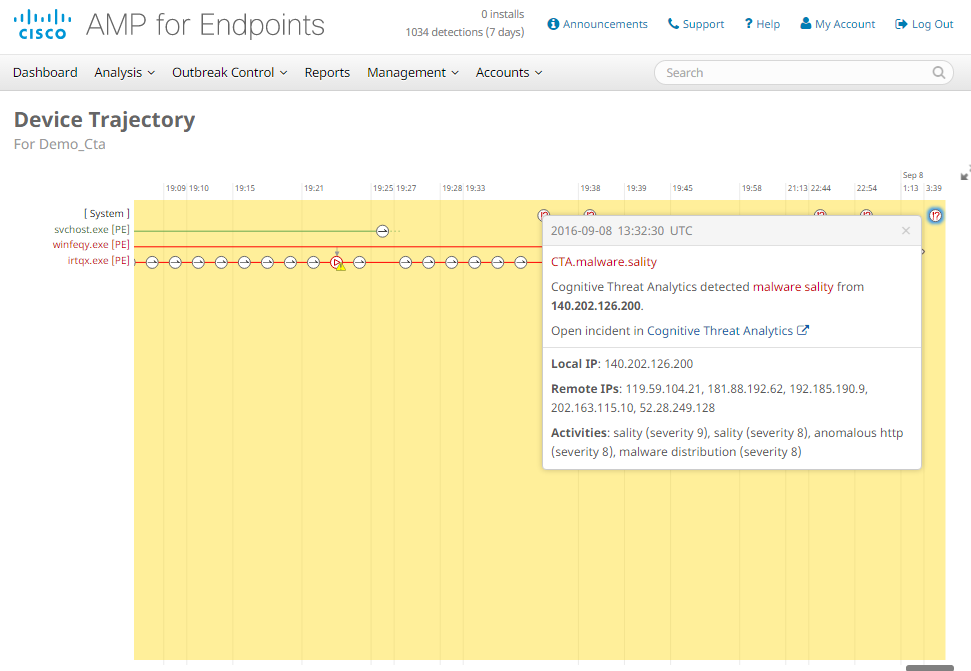 0 installs
CISCO AMP for Endpoints
1034 detections (7 days)
Announcements Support ? Help My Account Log Out
Dashboard Analysis Outbreak Control Reports Management Accounts Search
Device Trajectory
For Demo_Cta
Sep 8
19:09 19:10 19:15 19:21 19:25 19:27 19:28 19:33 19:38 19:39 19:45 19:58 21:13 22:44 22:54 1:13 3:39
[ System ]
svchost.exe [PE]
winfeqy.exe [PE]
irtqx.exe [PE]
2016-09-08 13:32:30 UTC ×
CTA.malware.sality
Cognitive Threat Analytics detected malware sality from
140.202.126.200.
Open incident in Cognitive Threat Analytics
Local IP: 140.202.126.200
Remote IPs: 119.59.104.21, 181.88.192.62, 192.185.190.9,
202.163.115.10, 52.28.249.128
Activities: sality (severity 9), sality (severity 8), anomalous http
(severity 8), malware distribution (severity 8)